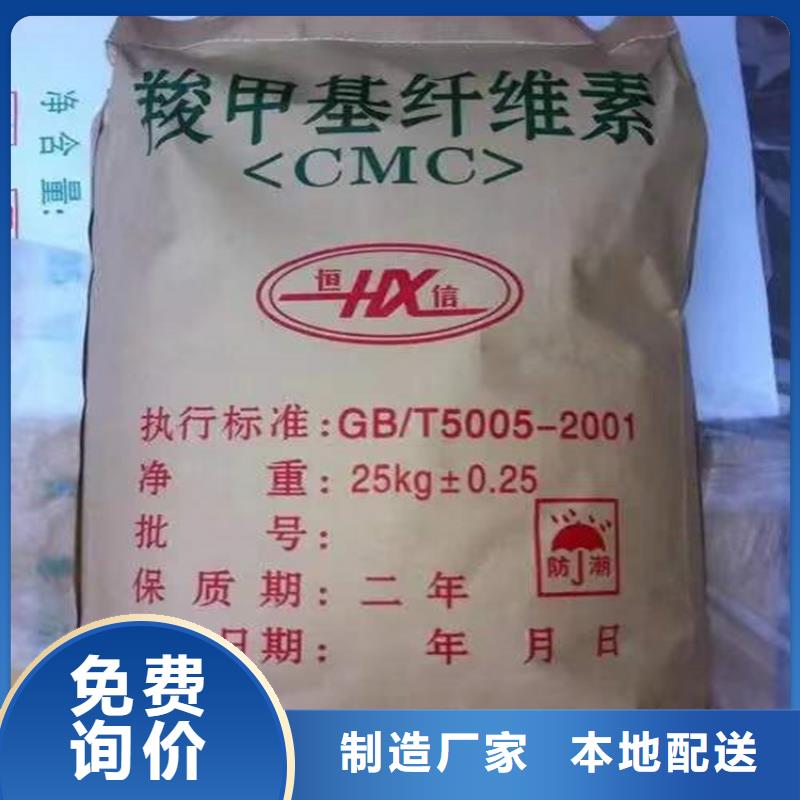 羧甲基纤维素
<CMC>
恒 HX 信
执行标准:GB/T5005-2001
净 重:25kg±0.25
批 号:
保质期:二年
日期: 年 月 日
防潮
净含量:
免费
询价
制造厂家 本地配送